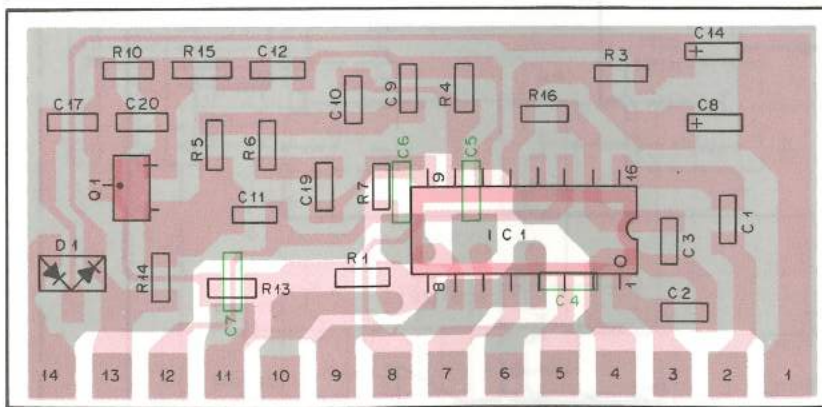 R10 R15 C12 C10 C9 R4 R16 R3 + C14
C17 C20 R5 R6 C19 R7 C6 C5 + C8
Q1 C11 9 16 C3 C1
IC1
D1 R14 C7 R13 R1 8 C4 1 C2
14 13 12 11 10 9 8 7 6 5 4 3 2 1